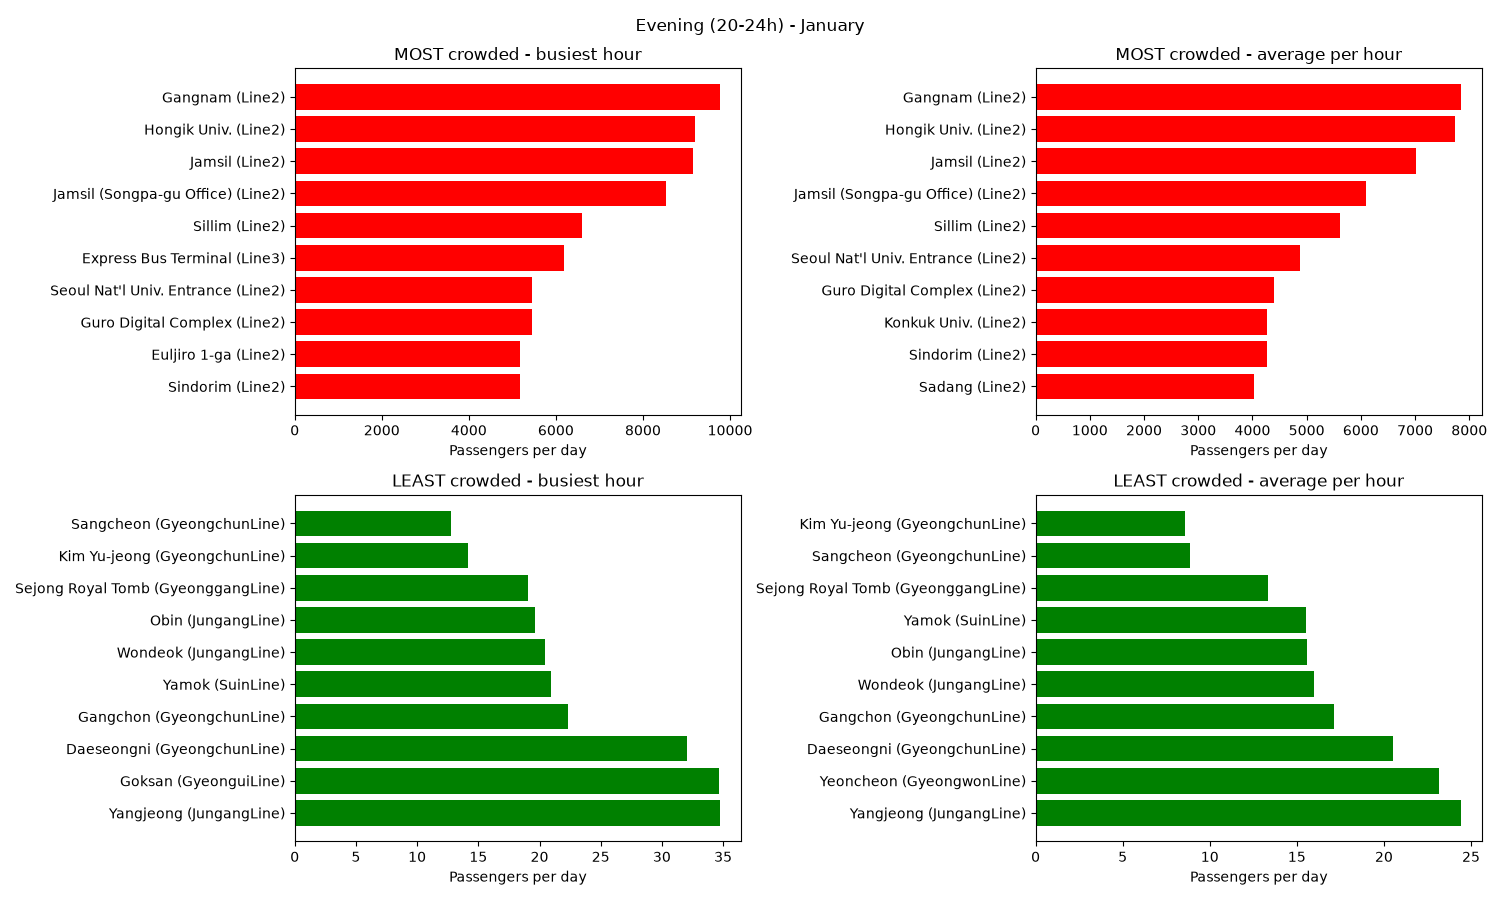 Evening (20-24h) - January
MOST crowded - busiest hour
Gangnam (Line2)
Hongik Univ. (Line2)
Jamsil (Line2)
Jamsil (Songpa-gu Office) (Line2)
Sillim (Line2)
Express Bus Terminal (Line3)
Seoul Nat'l Univ. Entrance (Line2)
Guro Digital Complex (Line2)
Euljiro 1-ga (Line2)
Sindorim (Line2)
0 2000 4000 6000 8000 10000
Passengers per day
MOST crowded - average per hour
Gangnam (Line2)
Hongik Univ. (Line2)
Jamsil (Line2)
Jamsil (Songpa-gu Office) (Line2)
Sillim (Line2)
Seoul Nat'l Univ. Entrance (Line2)
Guro Digital Complex (Line2)
Konkuk Univ. (Line2)
Sindorim (Line2)
Sadang (Line2)
0 1000 2000 3000 4000 5000 6000 7000 8000
Passengers per day
LEAST crowded - busiest hour
Sangcheon (GyeongchunLine)
Kim Yu-jeong (GyeongchunLine)
Sejong Royal Tomb (GyeonggangLine)
Obin (JungangLine)
Wondeok (JungangLine)
Yamok (SuinLine)
Gangchon (GyeongchunLine)
Daeseongni (GyeongchunLine)
Goksan (GyeonguiLine)
Yangjeong (JungangLine)
0 5 10 15 20 25 30 35
Passengers per day
LEAST crowded - average per hour
Kim Yu-jeong (GyeongchunLine)
Sangcheon (GyeongchunLine)
Sejong Royal Tomb (GyeonggangLine)
Yamok (SuinLine)
Obin (JungangLine)
Wondeok (JungangLine)
Gangchon (GyeongchunLine)
Daeseongni (GyeongchunLine)
Yeoncheon (GyeongwonLine)
Yangjeong (JungangLine)
0 5 10 15 20 25
Passengers per day